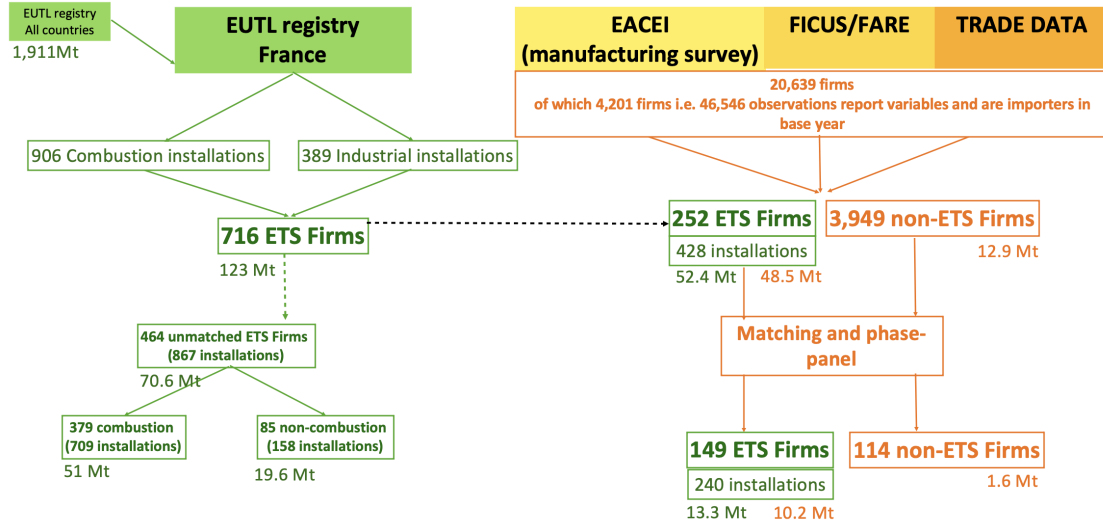 EUTL registry
All countries
1,911Mt
EUTL registry
France
EACEI
(manufacturing survey)
FICUS/FARE
TRADE DATA
20,639 firms
of which 4,201 firms i.e. 46,546 observations report variables and are importers in
base year
906 Combustion installations
389 Industrial installations
716 ETS Firms
123 Mt
252 ETS Firms
428 installations
52.4 Mt
48.5 Mt
3,949 non-ETS Firms
12.9 Mt
464 unmatched ETS Firms
(867 installations)
70.6 Mt
Matching and phase-
panel
379 combustion
(709 installations)
51 Mt
85 non-combustion
(158 installations)
19.6 Mt
149 ETS Firms
240 installations
13.3 Mt
10.2 Mt
114 non-ETS Firms
1.6 Mt